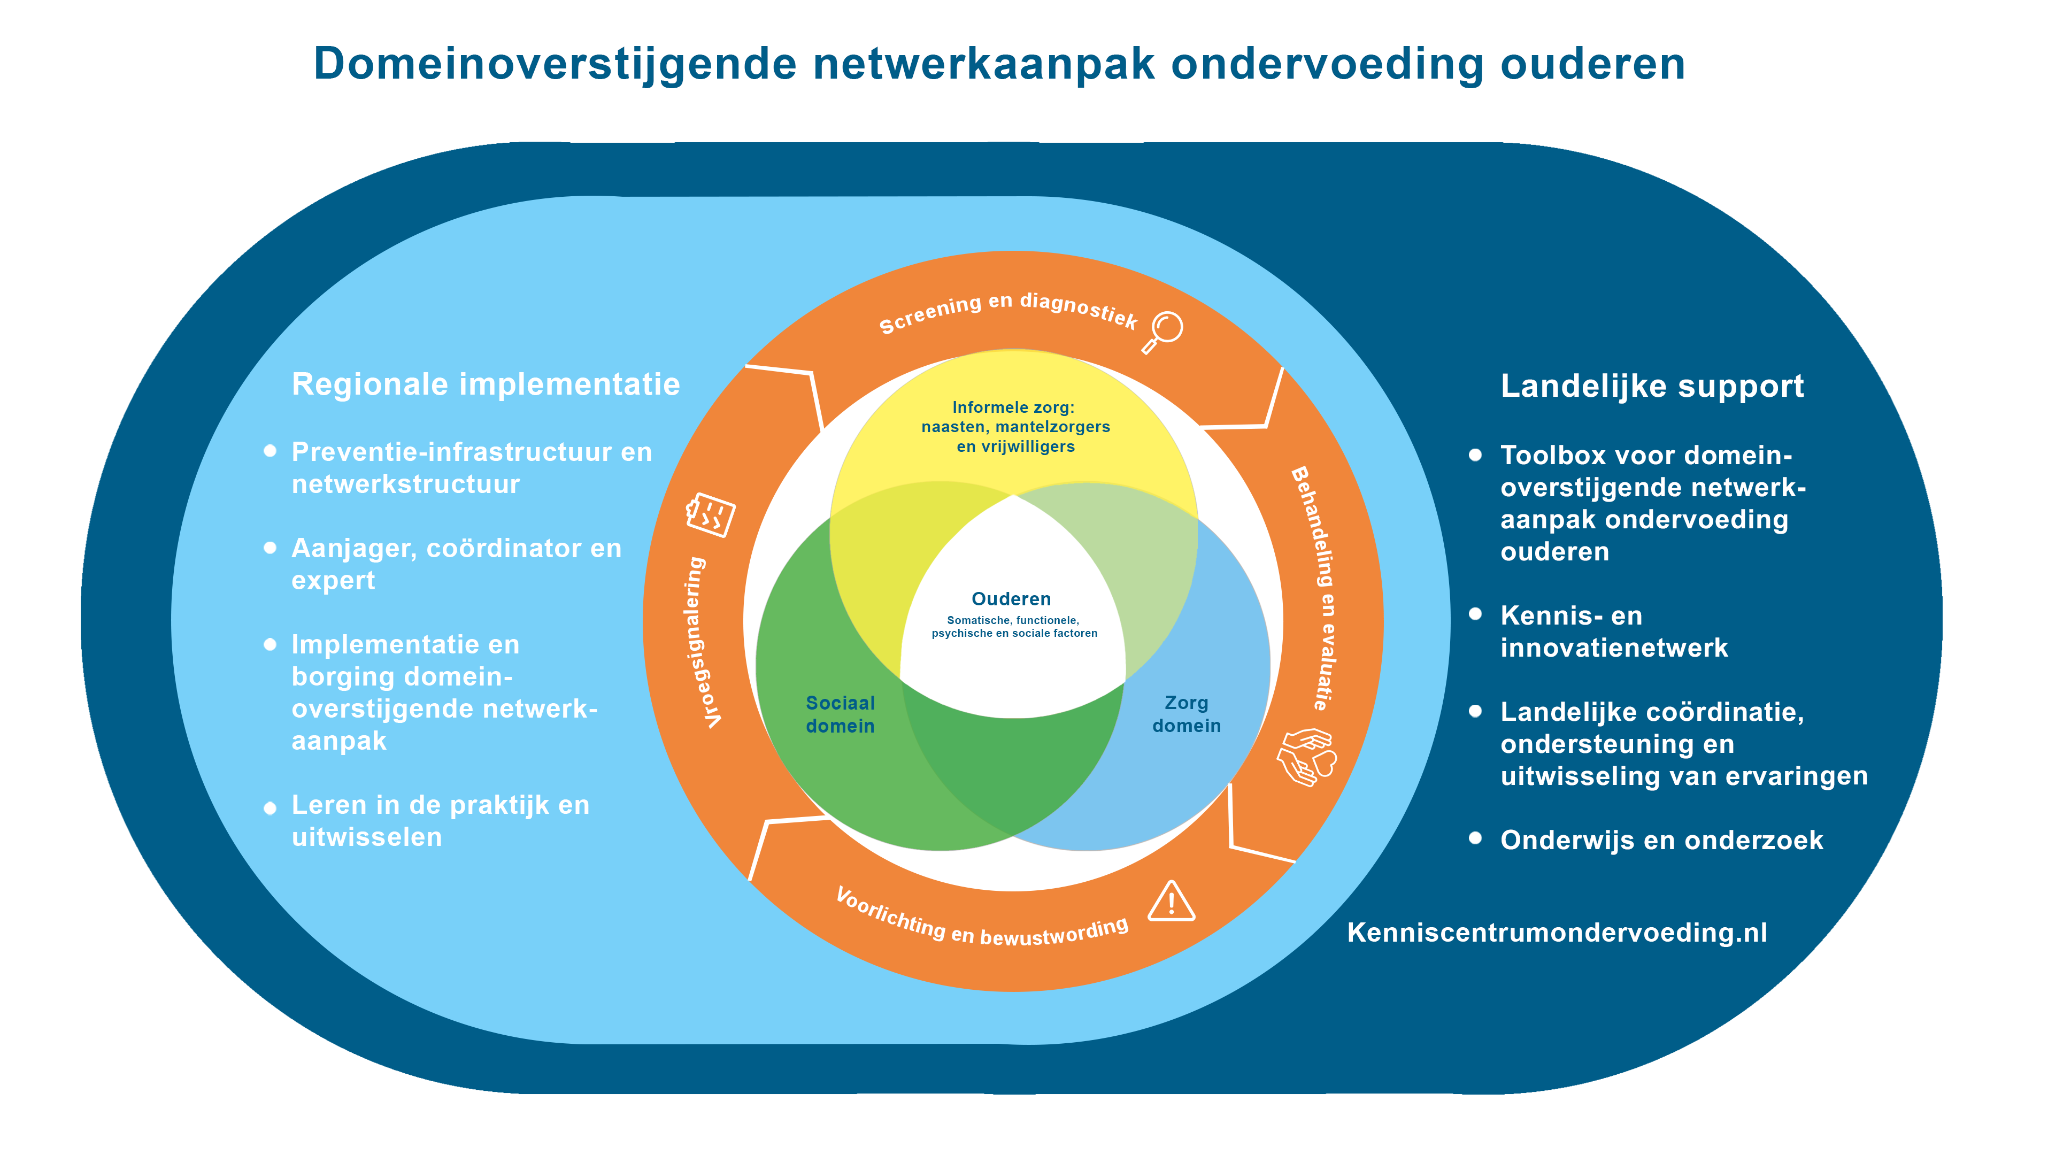 Domeinoverstijgende netwerkaanpak ondervoeding ouderen
Regionale implementatie
Preventie-infrastructuur en
netwerkstructuur
Aanjager, coördinator en
expert
Implementatie en
borging domein-
overstijgende netwerk-
aanpak
Leren in de praktijk en
uitwisselen
Screening en diagnostiek
Behandeling en evaluatie
Voorlichting en bewustwording
Vroegsignalering
Informele zorg:
naasten, mantelzorgers
en vrijwilligers
Ouderen
Somatische, functionele,
psychische en sociale factoren
Sociaal
domein
Zorg
domein
Landelijke support
Toolbox voor domein-
overstijgende netwerk-
aanpak ondervoeding
ouderen
Kennis- en
innovatienetwerk
Landelijke coördinatie,
ondersteuning en
uitwisseling van ervaringen
Onderwijs en onderzoek
Kenniscentrumondervoeding.nl